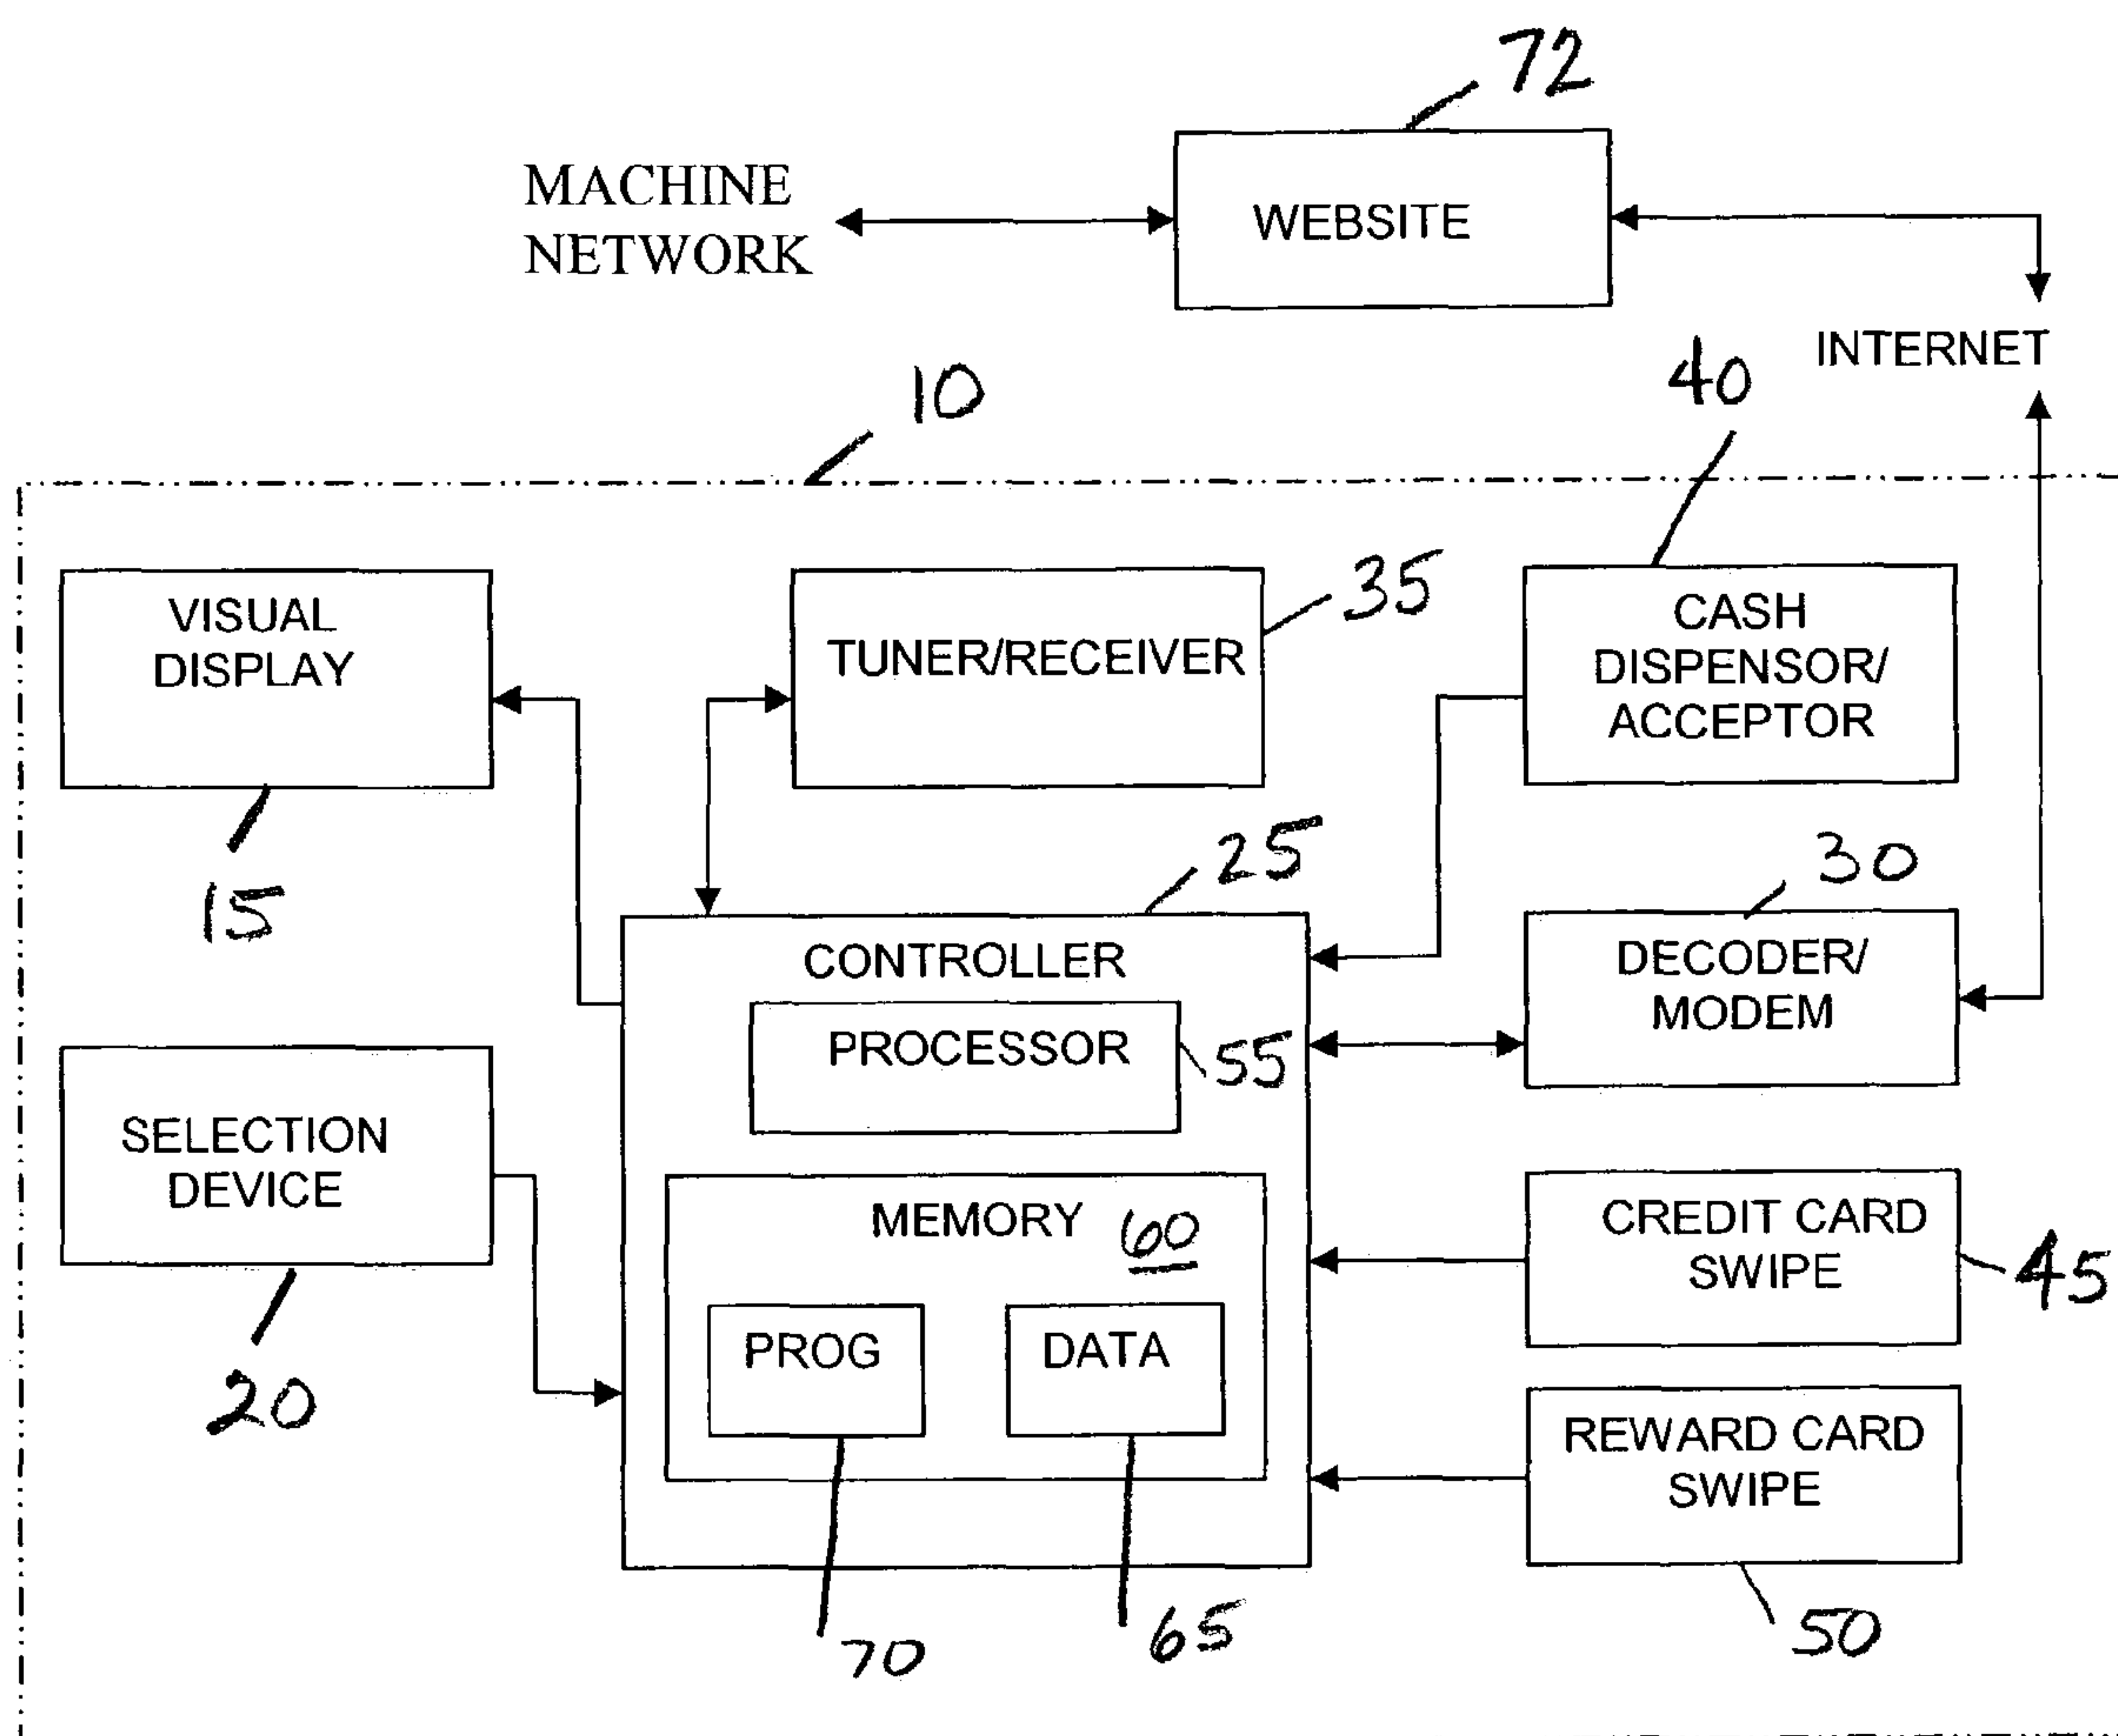 72
MACHINE
NETWORK
WEBSITE
INTERNET
10
40
VISUAL
DISPLAY
15
TUNER/RECEIVER
35
CASH
DISPENSOR/
ACCEPTOR
25
CONTROLLER
PROCESSOR
55
30
DECODER/
MODEM
SELECTION
DEVICE
20
MEMORY
60
PROG
DATA
70
65
CREDIT CARD
SWIPE
45
REWARD CARD
SWIPE
50